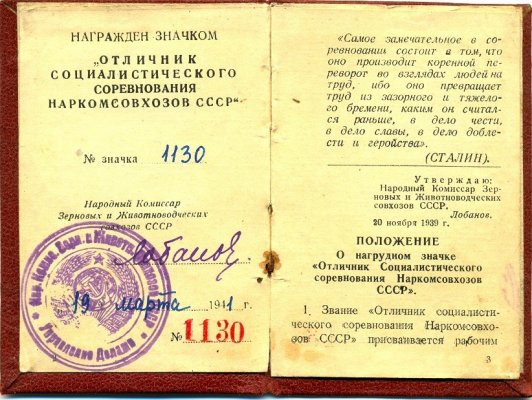 НАГРАЖДЕН ЗНАЧКОМ
„ОТЛИЧНИК
СОЦИАЛИСТИЧЕСКОГО
СОРЕВНОВАНИЯ
НАРКОМСОВХОЗОВ СССР“
№ значка 1130
Народный Комиссар
Зерновых и Животноводческих
совхозов СССР
Лобанов
19 марта 1941 г.
№ 1130
Управление Делами
«Самое замечательное в со-
ревновании состоит в том, что
оно производит коренной пе-
реворот во взглядах людей на
труд, ибо оно превращает
труд из зазорного и тяжело-
го бремени, каким он считал-
ся раньше, в дело чести,
в дело славы, в дело добле-
сти и геройства».
(СТАЛИН).
Утверждаю:
Народный Комиссар Зер-
новых и Животноводческих
совхозов СССР.
Лобанов.
20 ноября 1939 г.
ПОЛОЖЕНИЕ
О нагрудном значке
«Отличник Социалистического
соревнования Наркомсовхозов
СССР».
1. Звание «Отличник социалисти-
ческого соревнования Наркомсовхо-
зов СССР» присваивается рабочим
3